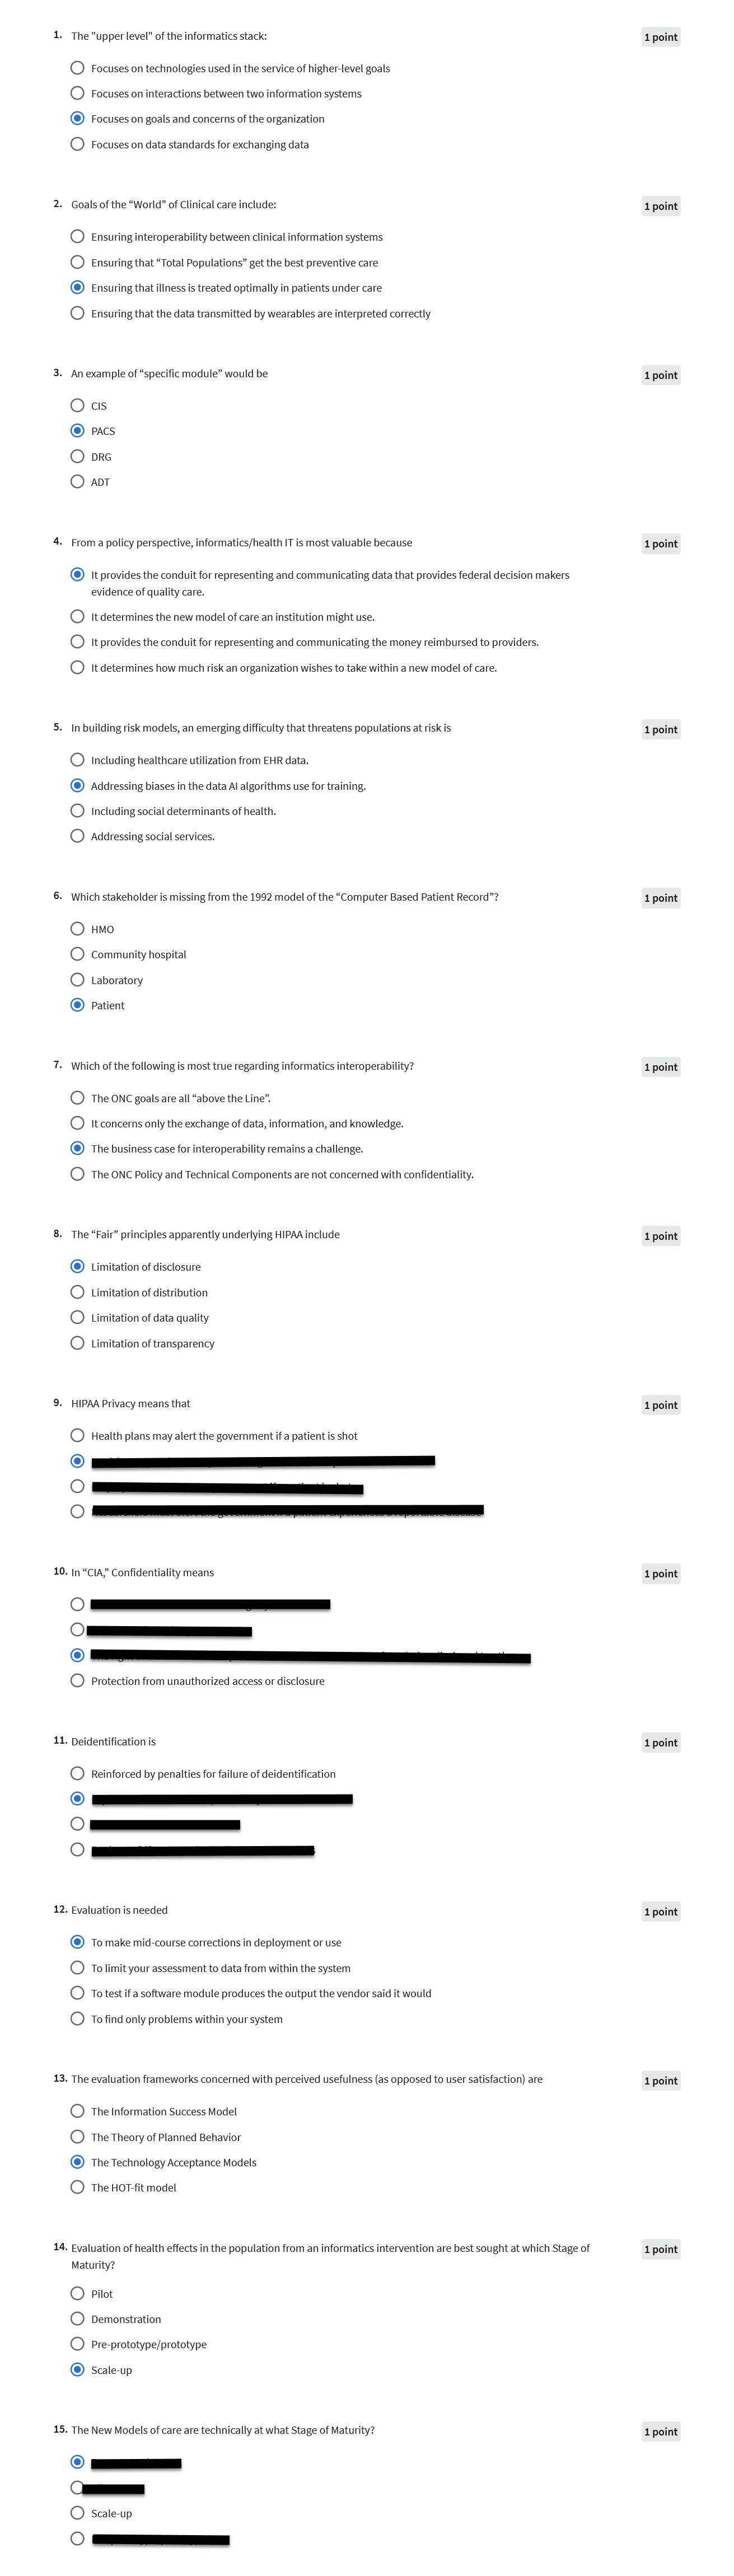 1. The "upper level" of the informatics stack: 1 point
Focuses on technologies used in the service of higher-level goals
Focuses on interactions between two information systems
Focuses on goals and concerns of the organization
Focuses on data standards for exchanging data
2. Goals of the “World” of Clinical care include: 1 point
Ensuring interoperability between clinical information systems
Ensuring that “Total Populations” get the best preventive care
Ensuring that illness is treated optimally in patients under care
Ensuring that the data transmitted by wearables are interpreted correctly
3. An example of “specific module” would be 1 point
CIS
PACS
DRG
ADT
4. From a policy perspective, informatics/health IT is most valuable because 1 point
It provides the conduit for representing and communicating data that provides federal decision makers
evidence of quality care.
It determines the new model of care an institution might use.
It provides the conduit for representing and communicating the money reimbursed to providers.
It determines how much risk an organization wishes to take within a new model of care.
5. In building risk models, an emerging difficulty that threatens populations at risk is 1 point
Including healthcare utilization from EHR data.
Addressing biases in the data AI algorithms use for training.
Including social determinants of health.
Addressing social services.
6. Which stakeholder is missing from the 1992 model of the “Computer Based Patient Record”? 1 point
HMO
Community hospital
Laboratory
Patient
7. Which of the following is most true regarding informatics interoperability? 1 point
The ONC goals are all “above the Line”.
It concerns only the exchange of data, information, and knowledge.
The business case for interoperability remains a challenge.
The ONC Policy and Technical Components are not concerned with confidentiality.
8. The “Fair” principles apparently underlying HIPAA include 1 point
Limitation of disclosure
Limitation of distribution
Limitation of data quality
Limitation of transparency
9. HIPAA Privacy means that 1 point
Health plans may alert the government if a patient is shot
10. In “CIA,” Confidentiality means 1 point
Protection from unauthorized access or disclosure
11. Deidentification is 1 point
Reinforced by penalties for failure of deidentification
12. Evaluation is needed 1 point
To make mid-course corrections in deployment or use
To limit your assessment to data from within the system
To test if a software module produces the output the vendor said it would
To find only problems within your system
13. The evaluation frameworks concerned with perceived usefulness (as opposed to user satisfaction) are 1 point
The Information Success Model
The Theory of Planned Behavior
The Technology Acceptance Models
The HOT-fit model
14. Evaluation of health effects in the population from an informatics intervention are best sought at which Stage of 1 point
Maturity?
Pilot
Demonstration
Pre-prototype/prototype
Scale-up
15. The New Models of care are technically at what Stage of Maturity? 1 point
Scale-up